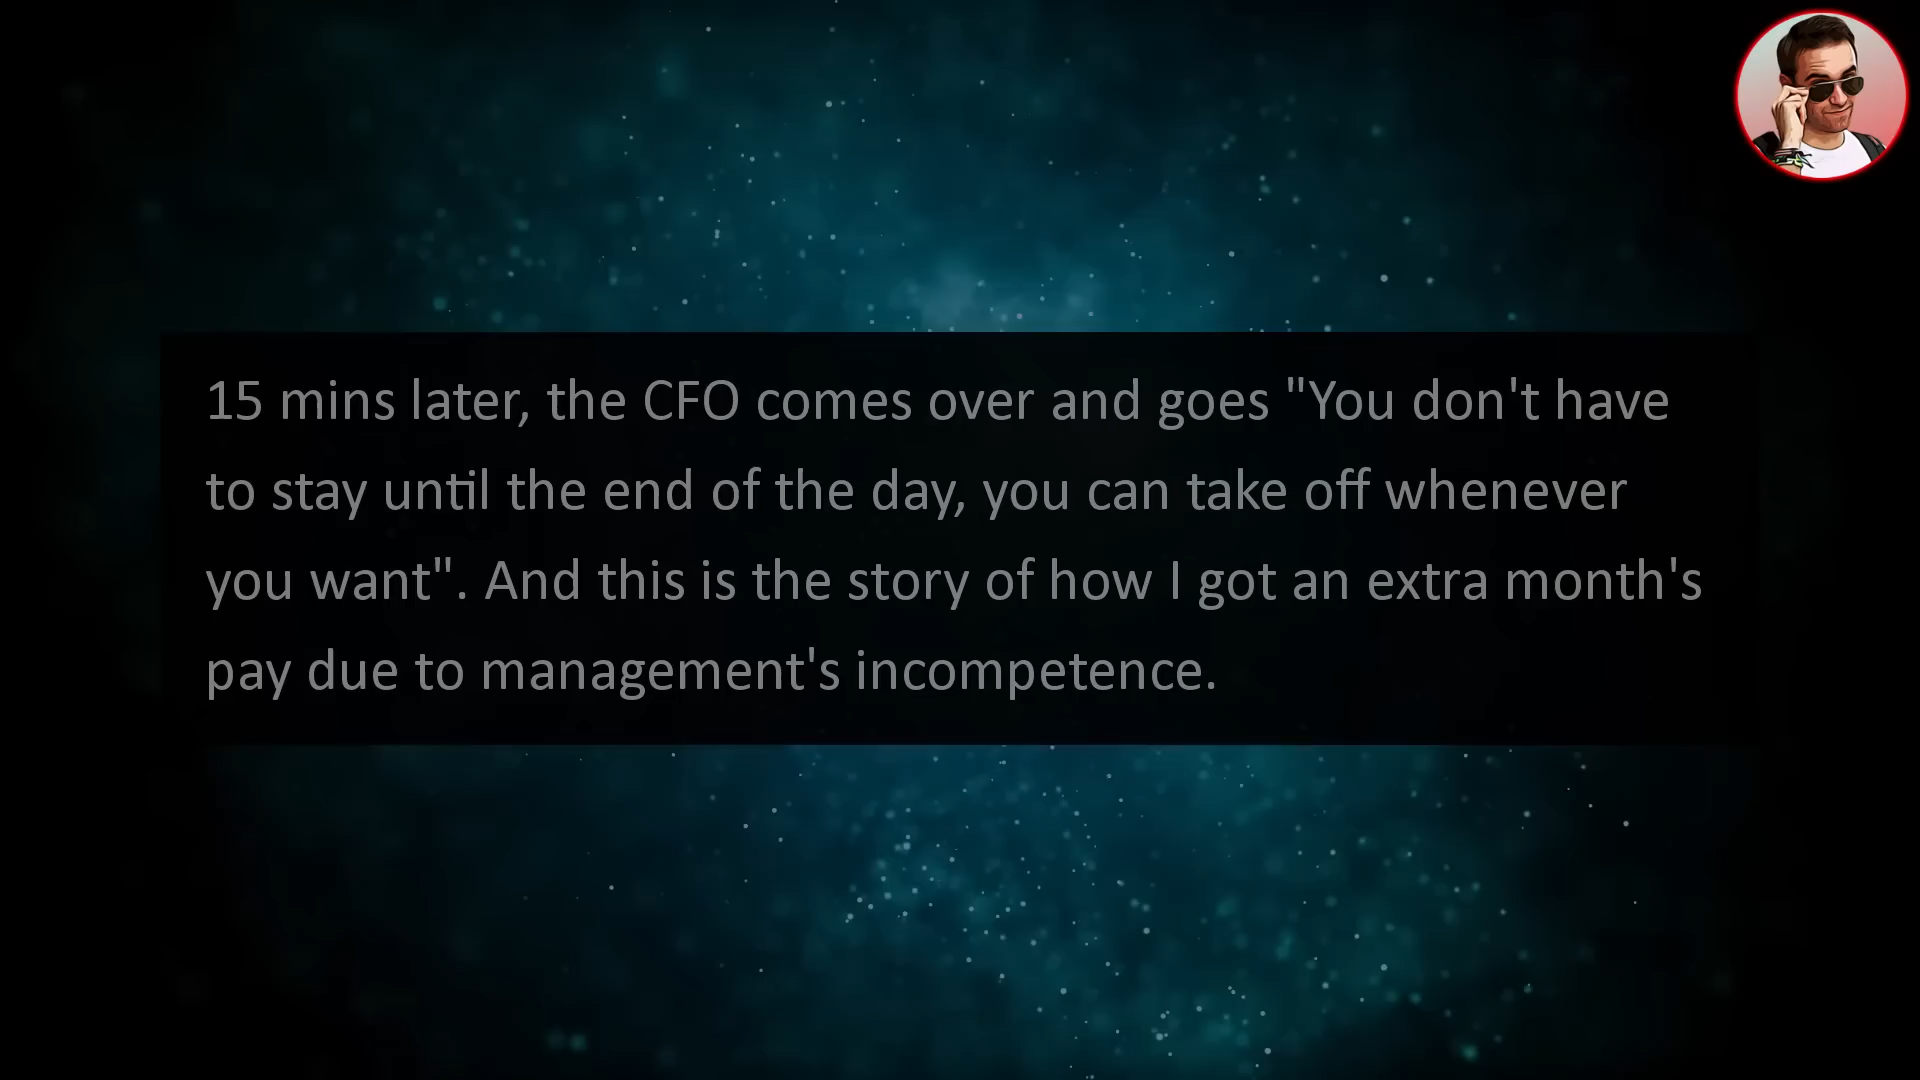 15 mins later, the CFO comes over and goes "You don't have
to stay until the end of the day, you can take off whenever
you want". And this is the story of how I got an extra month's
pay due to management's incompetence.